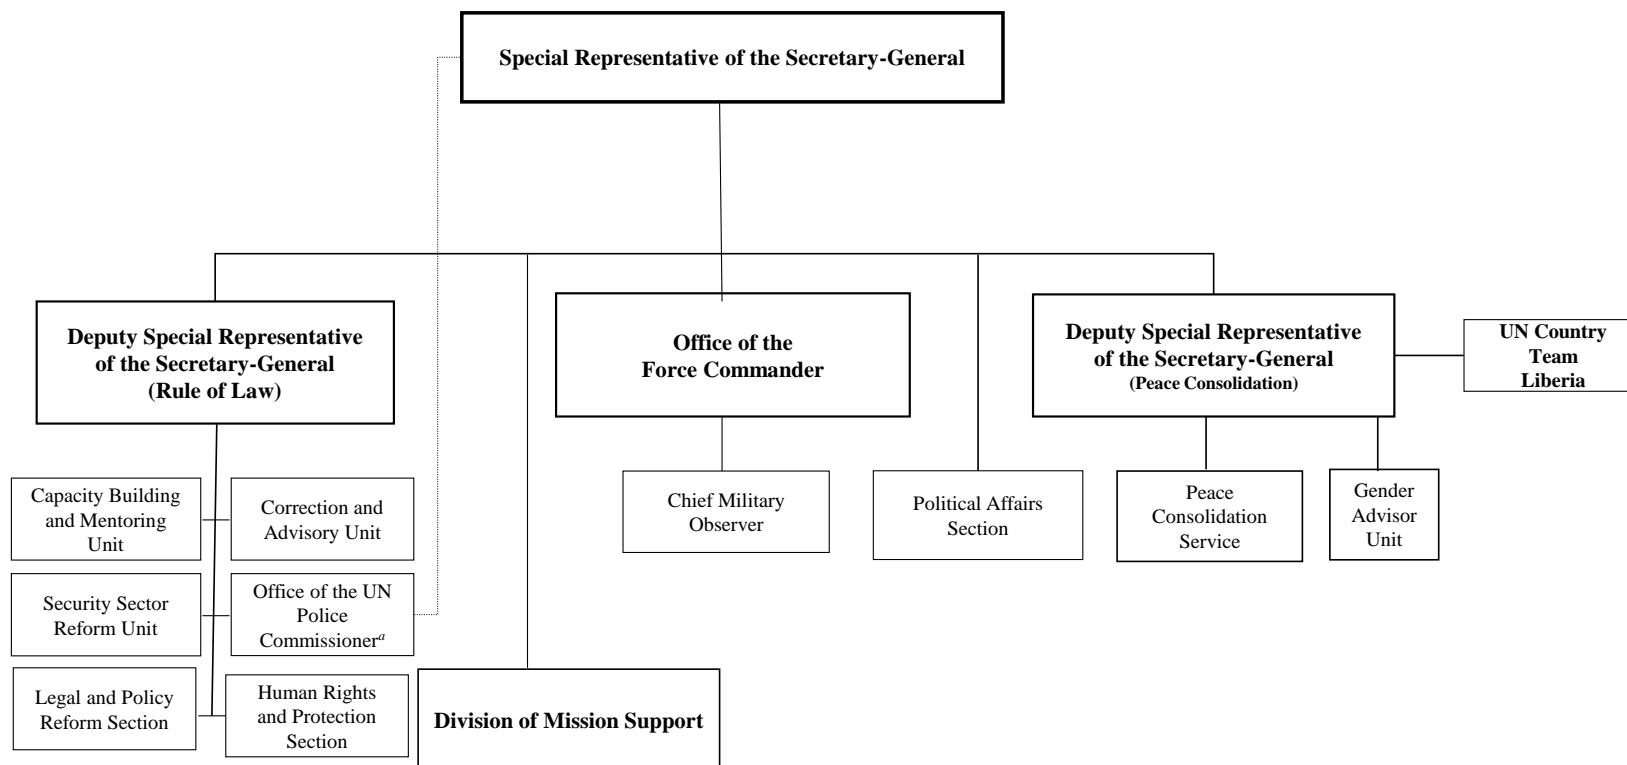 Special Representative of the Secretary-General
Deputy Special Representative
of the Secretary-General
(Rule of Law)
Office of the
Force Commander
Deputy Special Representative
of the Secretary-General
(Peace Consolidation)
UN Country
Team
Liberia
Capacity Building
and Mentoring
Unit
Correction and
Advisory Unit
Chief Military
Observer
Political Affairs
Section
Peace
Consolidation
Service
Gender
Advisor
Unit
Security Sector
Reform Unit
Office of the UN
Police
Commissionerᵃ
Legal and Policy
Reform Section
Human Rights
and Protection
Section
Division of Mission Support